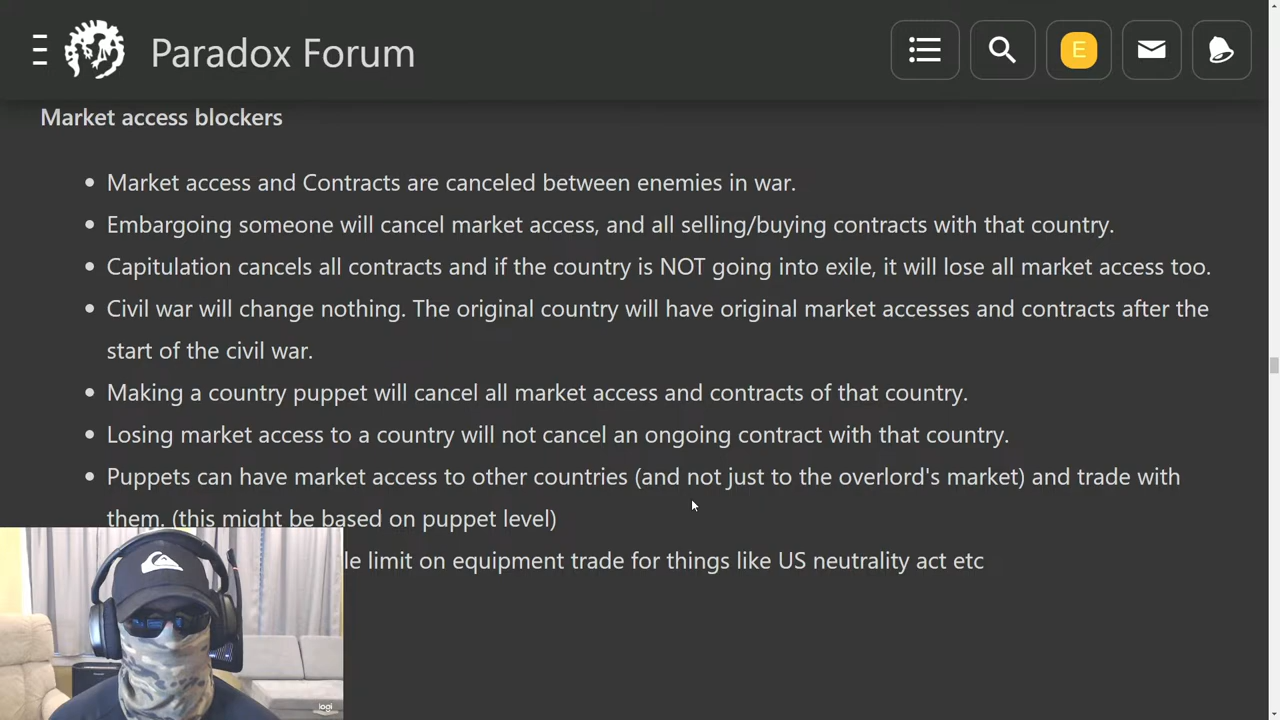 Paradox Forum
E
Market access blockers
• Market access and Contracts are canceled between enemies in war.
• Embargoing someone will cancel market access, and all selling/buying contracts with that country.
• Capitulation cancels all contracts and if the country is NOT going into exile, it will lose all market access too.
• Civil war will change nothing. The original country will have original market accesses and contracts after the
start of the civil war.
• Making a country puppet will cancel all market access and contracts of that country.
• Losing market access to a country will not cancel an ongoing contract with that country.
• Puppets can have market access to other countries (and not just to the overlord's market) and trade with
them. (this might be based on puppet level)
limit on equipment trade for things like US neutrality act etc
logi